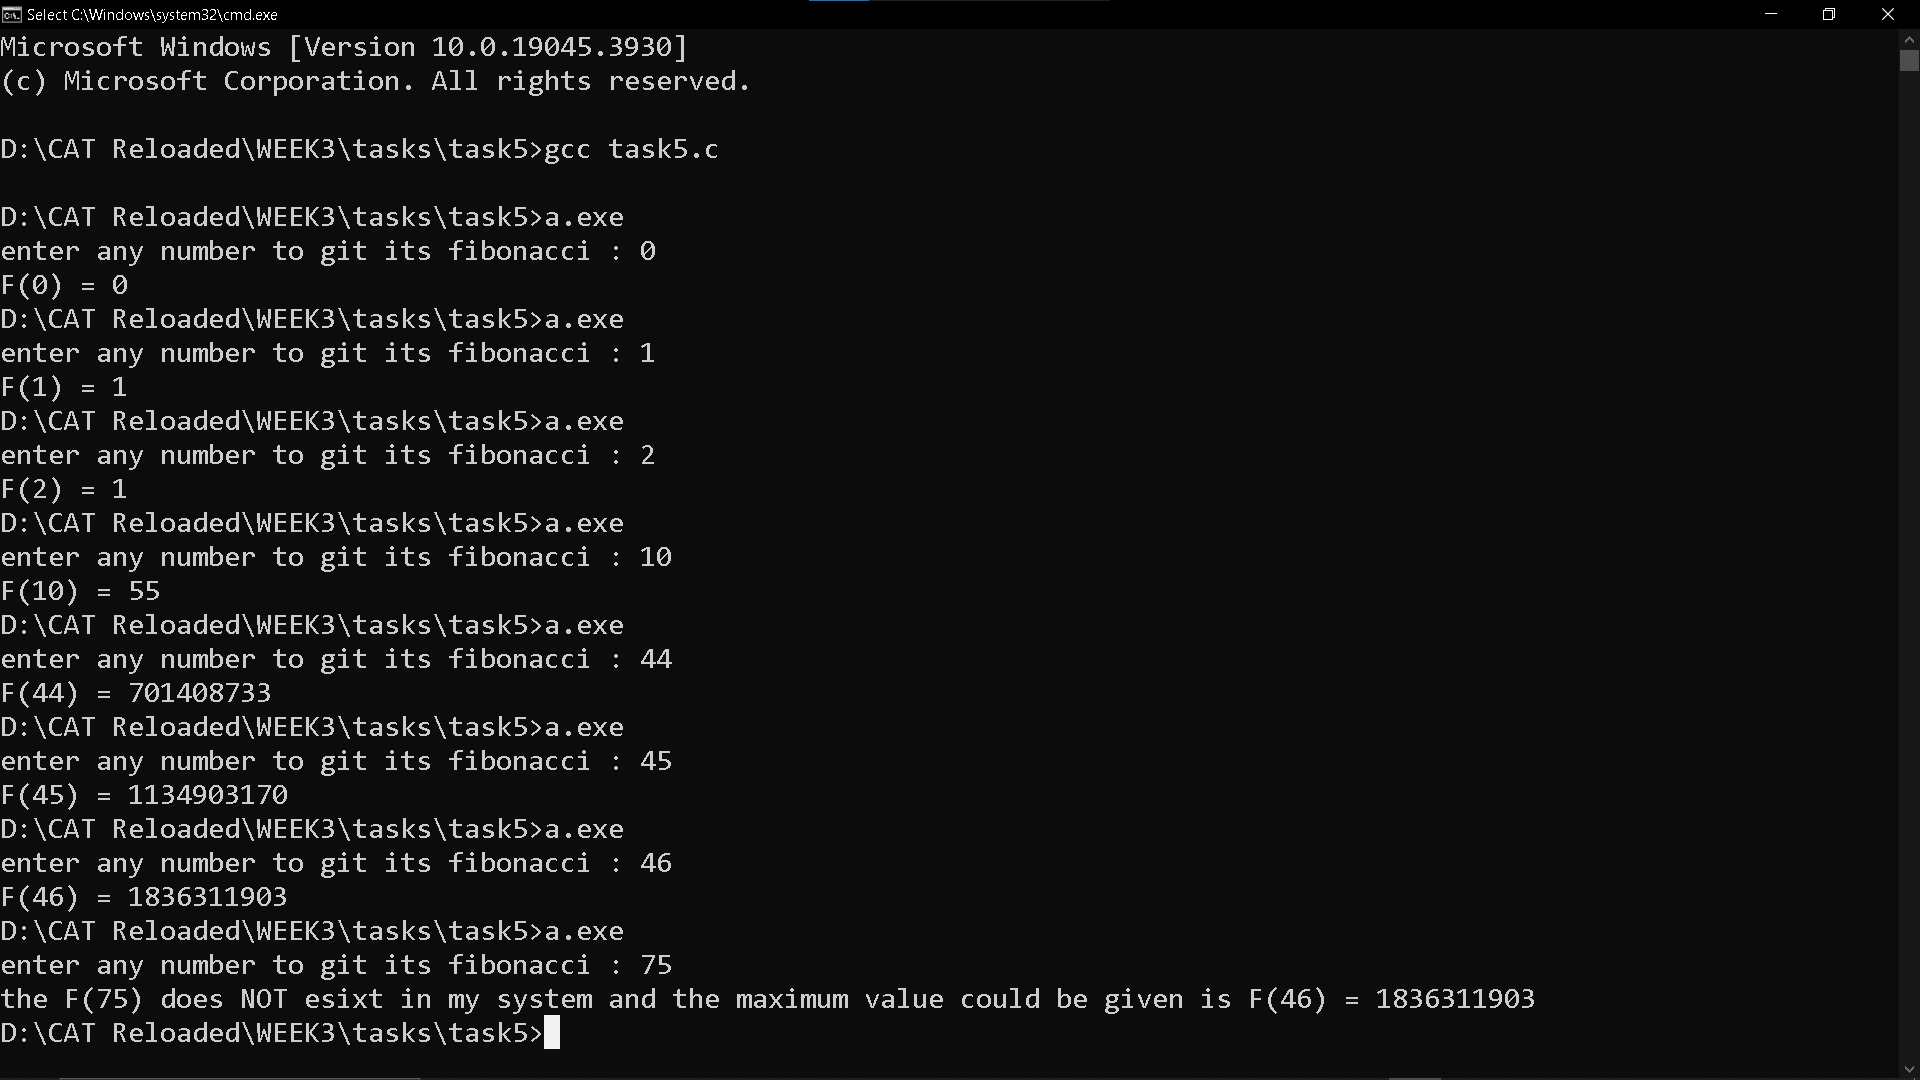 Select C:\Windows\system32\cmd.exe
Microsoft Windows [Version 10.0.19045.3930]
(c) Microsoft Corporation. All rights reserved.
D:\CAT Reloaded\WEEK3\tasks\task5>gcc task5.c
D:\CAT Reloaded\WEEK3\tasks\task5>a.exe
enter any number to git its fibonacci : 0
F(0) = 0
D:\CAT Reloaded\WEEK3\tasks\task5>a.exe
enter any number to git its fibonacci : 1
F(1) = 1
D:\CAT Reloaded\WEEK3\tasks\task5>a.exe
enter any number to git its fibonacci : 2
F(2) = 1
D:\CAT Reloaded\WEEK3\tasks\task5>a.exe
enter any number to git its fibonacci : 10
F(10) = 55
D:\CAT Reloaded\WEEK3\tasks\task5>a.exe
enter any number to git its fibonacci : 44
F(44) = 701408733
D:\CAT Reloaded\WEEK3\tasks\task5>a.exe
enter any number to git its fibonacci : 45
F(45) = 1134903170
D:\CAT Reloaded\WEEK3\tasks\task5>a.exe
enter any number to git its fibonacci : 46
F(46) = 1836311903
D:\CAT Reloaded\WEEK3\tasks\task5>a.exe
enter any number to git its fibonacci : 75
the F(75) does NOT esixt in my system and the maximum value could be given is F(46) = 1836311903
D:\CAT Reloaded\WEEK3\tasks\task5>